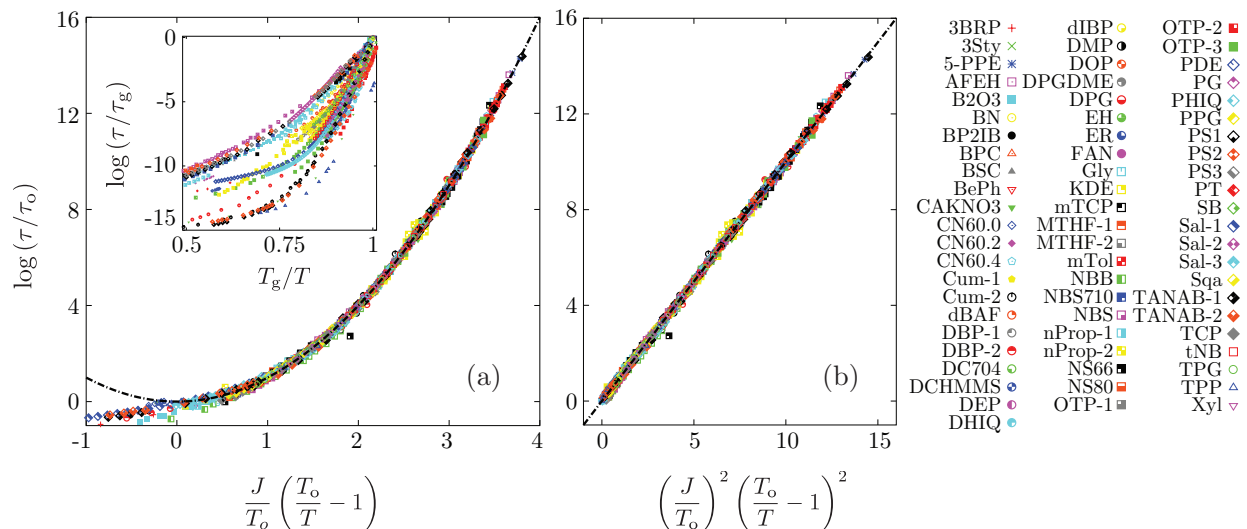 16
12
8
4
0
-1
0
1
2
3
4
log (τ/τo)
J/To (To/T − 1)
(a)
0
-5
-10
-15
0.5
0.75
1
log (τ/τg)
Tg/T
16
12
8
4
0
0
5
10
15
(J/To)² (To/T − 1)²
(b)
3BRP
3Sty
5-PPE
AFEH
B2O3
BN
BP2IB
BPC
BSC
BePh
CAKNO3
CN60.0
CN60.2
CN60.4
Cum-1
Cum-2
dBAF
DBP-1
DBP-2
DC704
DCHMMS
DEP
DHIQ
dIBP
DMP
DOP
DPGDME
DPG
EH
ER
FAN
Gly
KDE
mTCP
MTHF-1
MTHF-2
mTol
NBB
NBS710
NBS
nProp-1
nProp-2
NS66
NS80
OTP-1
OTP-2
OTP-3
PDE
PG
PHIQ
PPG
PS1
PS2
PS3
PT
SB
Sal-1
Sal-2
Sal-3
Sqa
TANAB-1
TANAB-2
TCP
tNB
TPG
TPP
Xyl